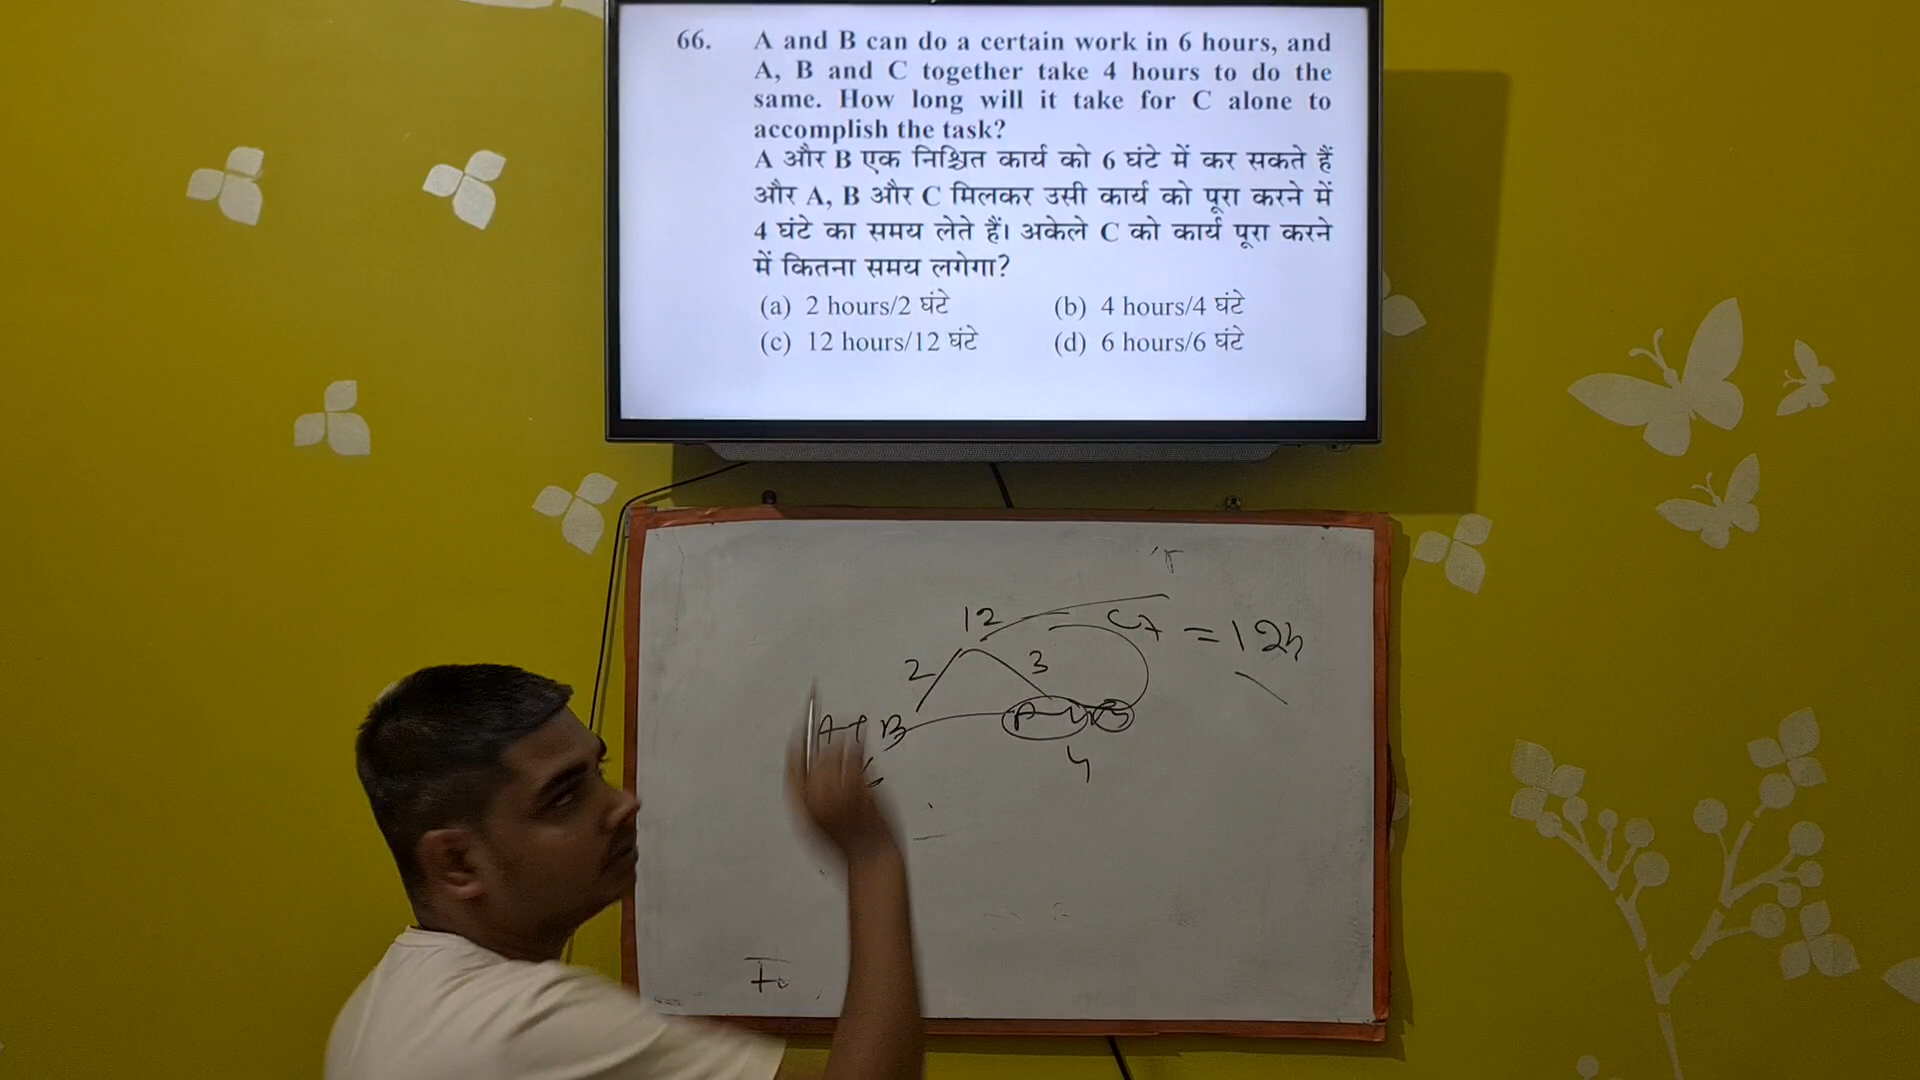 66. A and B can do a certain work in 6 hours, and
A, B and C together take 4 hours to do the
same. How long will it take for C alone to
accomplish the task?
A और B एक निश्चित कार्य को 6 घंटे में कर सकते हैं
और A, B और C मिलकर उसी कार्य को पूरा करने में
4 घंटे का समय लेते हैं। अकेले C को कार्य पूरा करने
में कितना समय लगेगा?
(a) 2 hours/2 घंटे (b) 4 hours/4 घंटे
(c) 12 hours/12 घंटे (d) 6 hours/6 घंटे
12
= 12h
2 3
A+B
4